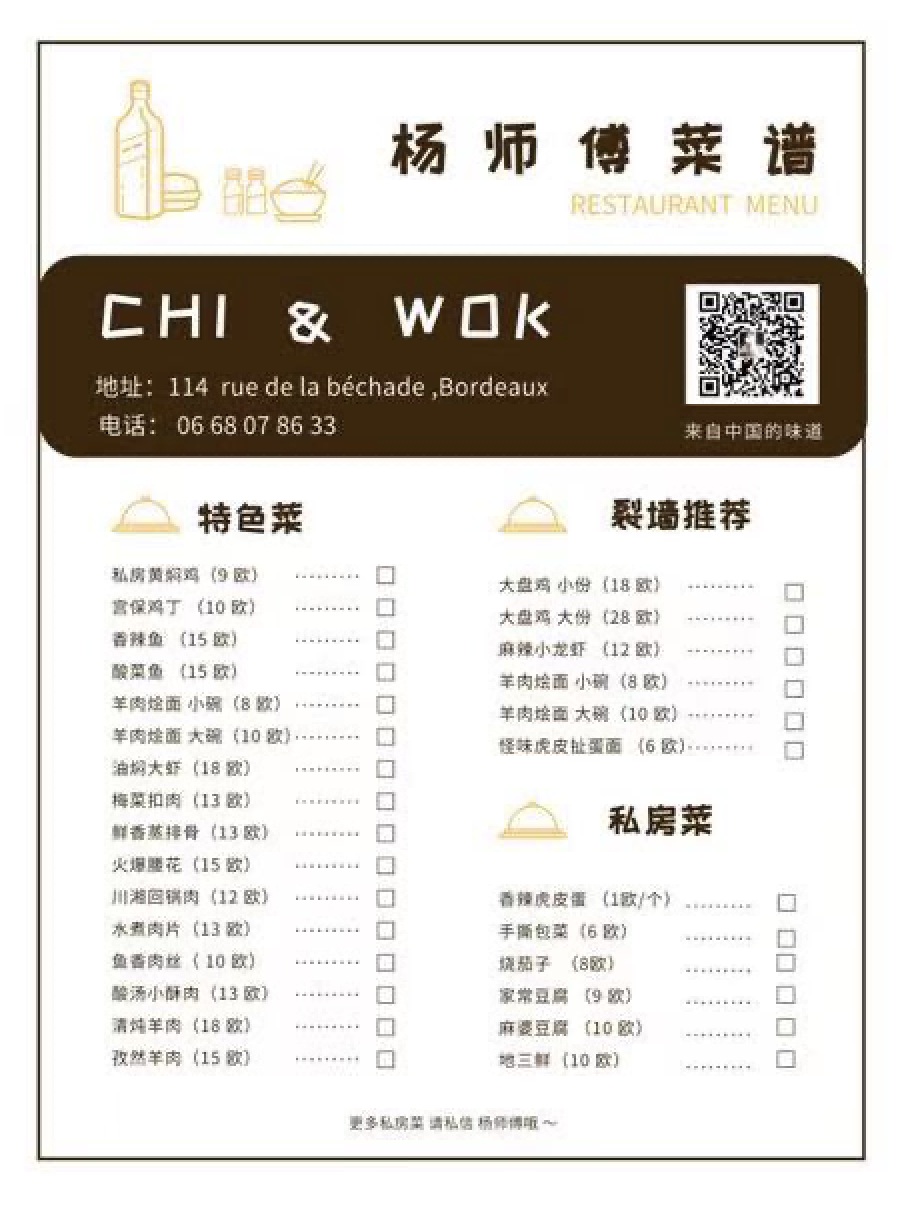 杨师傅菜谱
RESTAURANT MENU
CHI & WOK
地址：114 rue de la béchade ,Bordeaux
电话： 06 68 07 86 33
来自中国的味道
特色菜
私房黄焖鸡（9 欧） ·········
宫保鸡丁 （10 欧） ·········
香辣鱼 （15 欧） ·········
酸菜鱼 （15 欧） ·········
羊肉烩面 小碗（8 欧） ·········
羊肉烩面 大碗（10 欧）·········
油焖大虾（18 欧） ·········
梅菜扣肉（13 欧） ·········
鲜香蒸排骨（13 欧） ·········
火爆腰花（15 欧） ·········
川湘回锅肉（12 欧） ·········
水煮肉片（13 欧） ·········
鱼香肉丝（ 10 欧） ·········
酸汤小酥肉（13 欧） ·········
清炖羊肉（18 欧） ·········
孜然羊肉（15 欧） ·········
裂墙推荐
大盘鸡 小份（18 欧） ·········
大盘鸡 大份（28 欧） ·········
麻辣小龙虾 （12 欧） ·········
羊肉烩面 小碗（8 欧） ·········
羊肉烩面 大碗（10 欧）·········
怪味虎皮扯蛋面 （6 欧）·········
私房菜
香辣虎皮蛋 （1欧/个） .........
手撕包菜（6 欧） .........
烧茄子 （8欧） .........
家常豆腐 （9 欧） .........
麻婆豆腐 （10 欧） .........
地三鲜（10 欧） .........
更多私房菜 请私信 杨师傅哦 ～